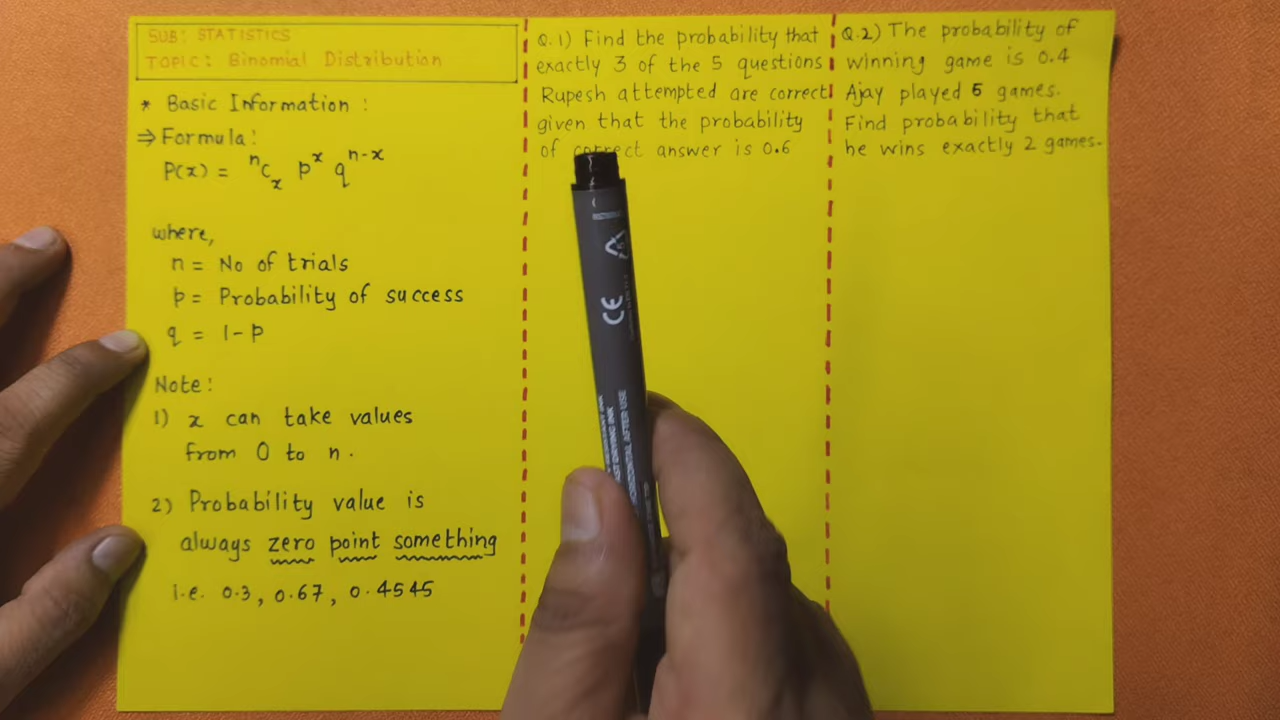 SUB: STATISTICS
TOPIC: Binomial Distribution
* Basic Information :
⇒ Formula:
P(x) = ⁿCₓ pˣ qⁿ⁻ˣ
where,
n = No of trials
p = Probability of success
q = 1-p
Note:
1) x can take values
from 0 to n.
2) Probability value is
always zero point something
i.e. 0.3, 0.67, 0.4545
Q.1) Find the probability that
exactly 3 of the 5 questions
Rupesh attempted are correct
given that the probability
of correct answer is 0.6
Q.2) The probability of
winning game is 0.4
Ajay played 5 games.
Find probability that
he wins exactly 2 games.
CE